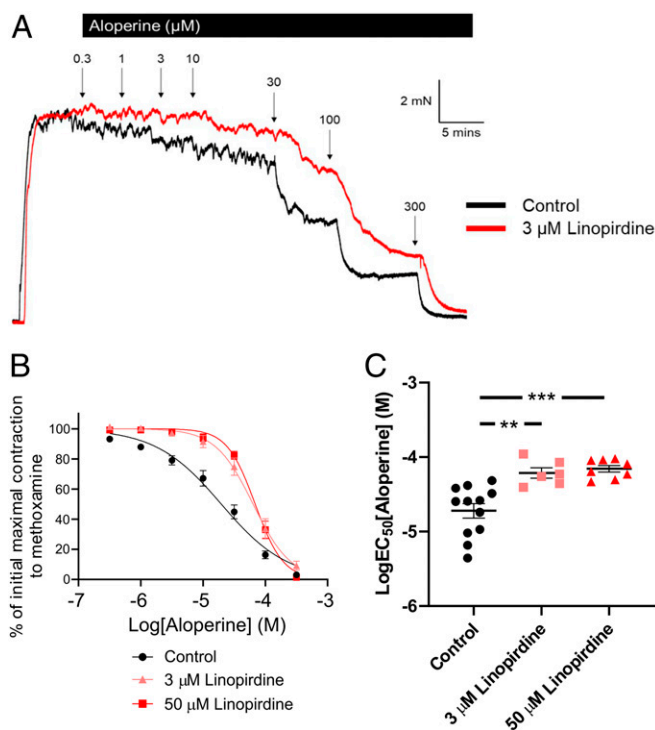 A
Aloperine (µM)
0.3 1 3 10 30 100 300
2 mN
5 mins
Control
3 µM Linopirdine
B
% of initial maximal contraction
to methoxamine
100
80
60
40
20
0
-7 -6 -5 -4 -3
Log[Aloperine] (M)
Control
3 µM Linopirdine
50 µM Linopirdine
C
LogEC50[Aloperine] (M)
-3
-4
-5
-6
***
**
Control
3 µM Linopirdine
50 µM Linopirdine